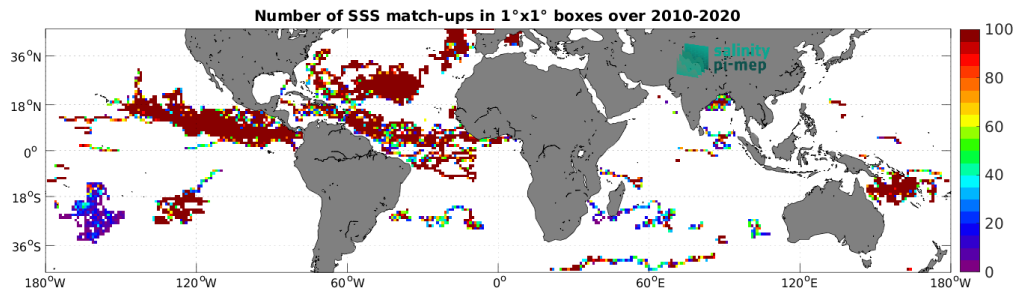 Number of SSS match-ups in 1°x1° boxes over 2010-2020
36°N
18°N
0°
18°S
36°S
180°W
120°W
60°W
0°
60°E
120°E
180°W
salinity
pi-mep
100
80
60
40
20
0